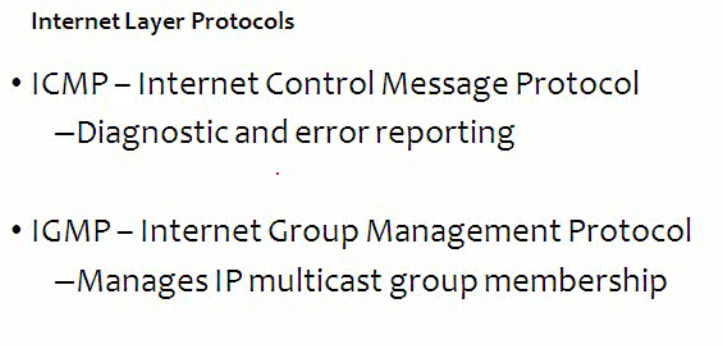 Internet Layer Protocols
• ICMP – Internet Control Message Protocol
–Diagnostic and error reporting
• IGMP – Internet Group Management Protocol
–Manages IP multicast group membership